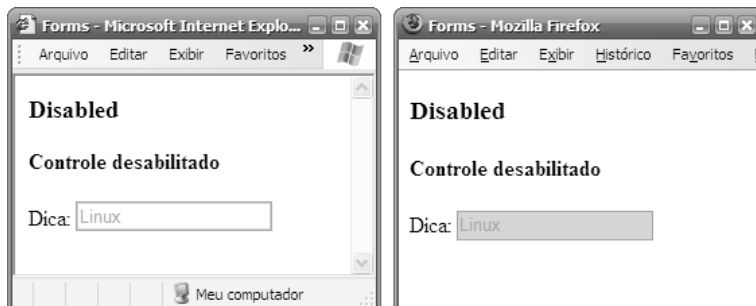 Forms - Microsoft Internet Explo...
Arquivo Editar Exibir Favoritos »
Disabled
Controle desabilitado
Dica: Linux
Meu computador
Forms - Mozilla Firefox
Arquivo Editar Exibir Histórico Favoritos
Disabled
Controle desabilitado
Dica: Linux